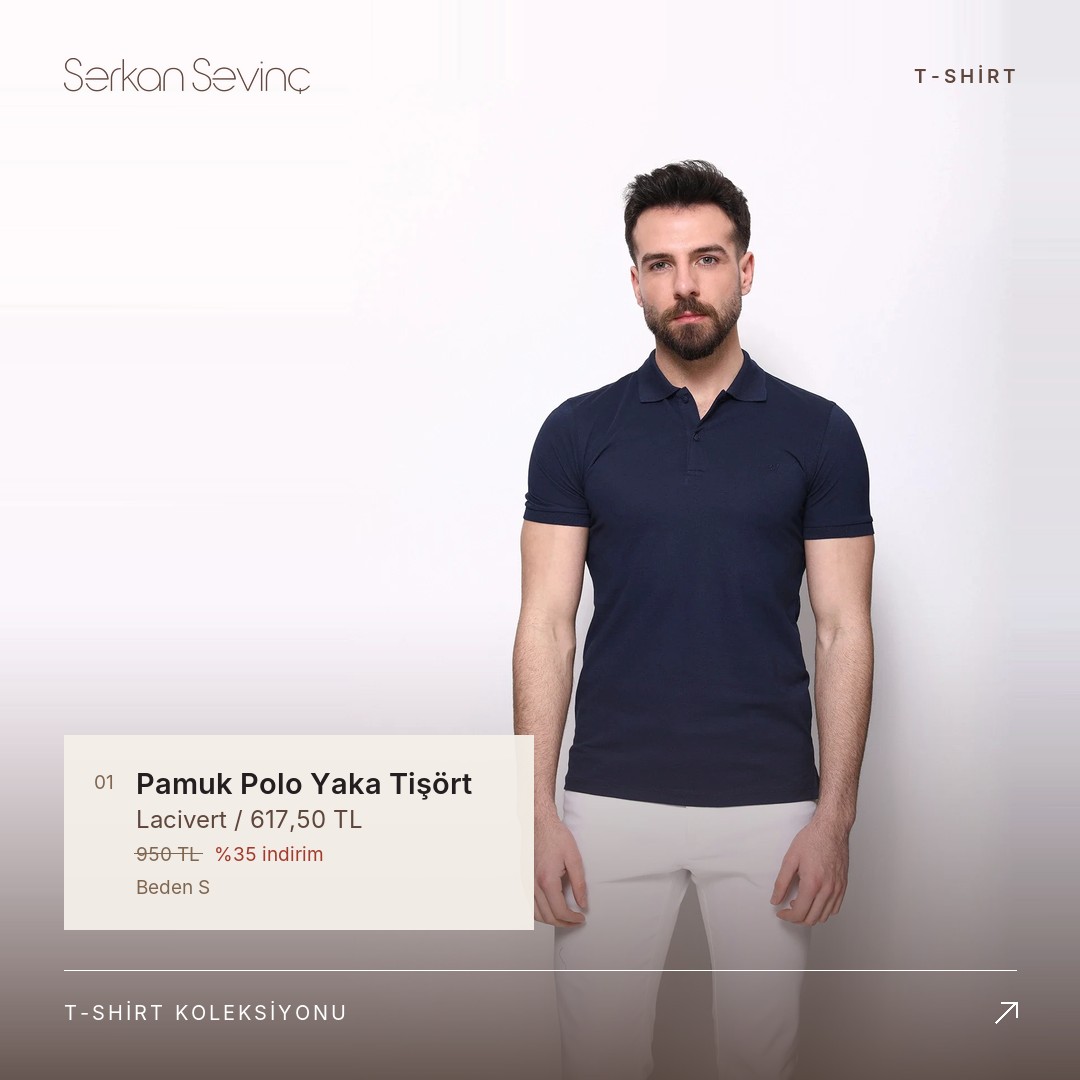 Serkan Sevinç
T-SHİRT
01 Pamuk Polo Yaka Tişört
Lacivert / 617,50 TL
950 TL %35 indirim
Beden S
T-SHİRT KOLEKSİYONU